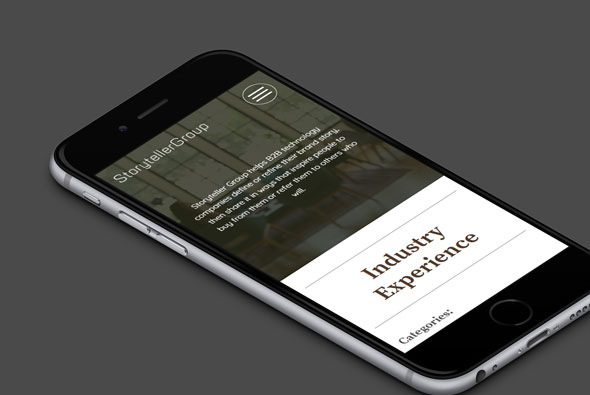 StorytellerGroup
Storyteller Group helps B2B technology
companies define or refine their brand story,
then share it in ways that inspire people to
buy from them or refer them to others who
will.
Industry
Experience
Categories: